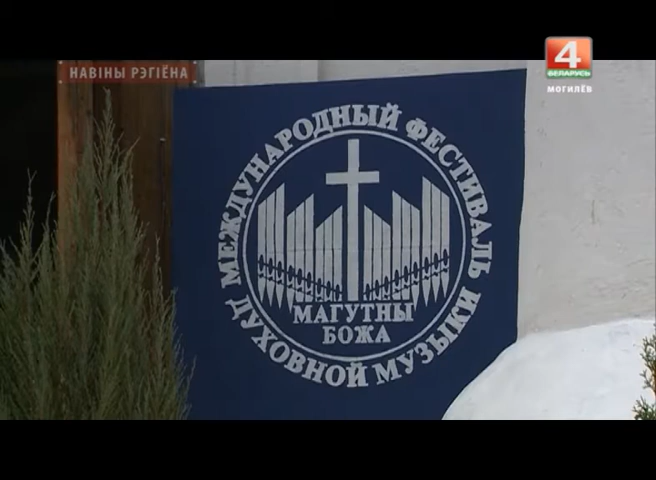 НАВІНЫ РЭГІЁНА
4
БЕЛАРУСЬ
МОГИЛЁВ
МЕЖДУНАРОДНЫЙ ФЕСТИВАЛЬ
ДУХОВНОЙ МУЗЫКИ
МАГУТНЫ
БОЖА